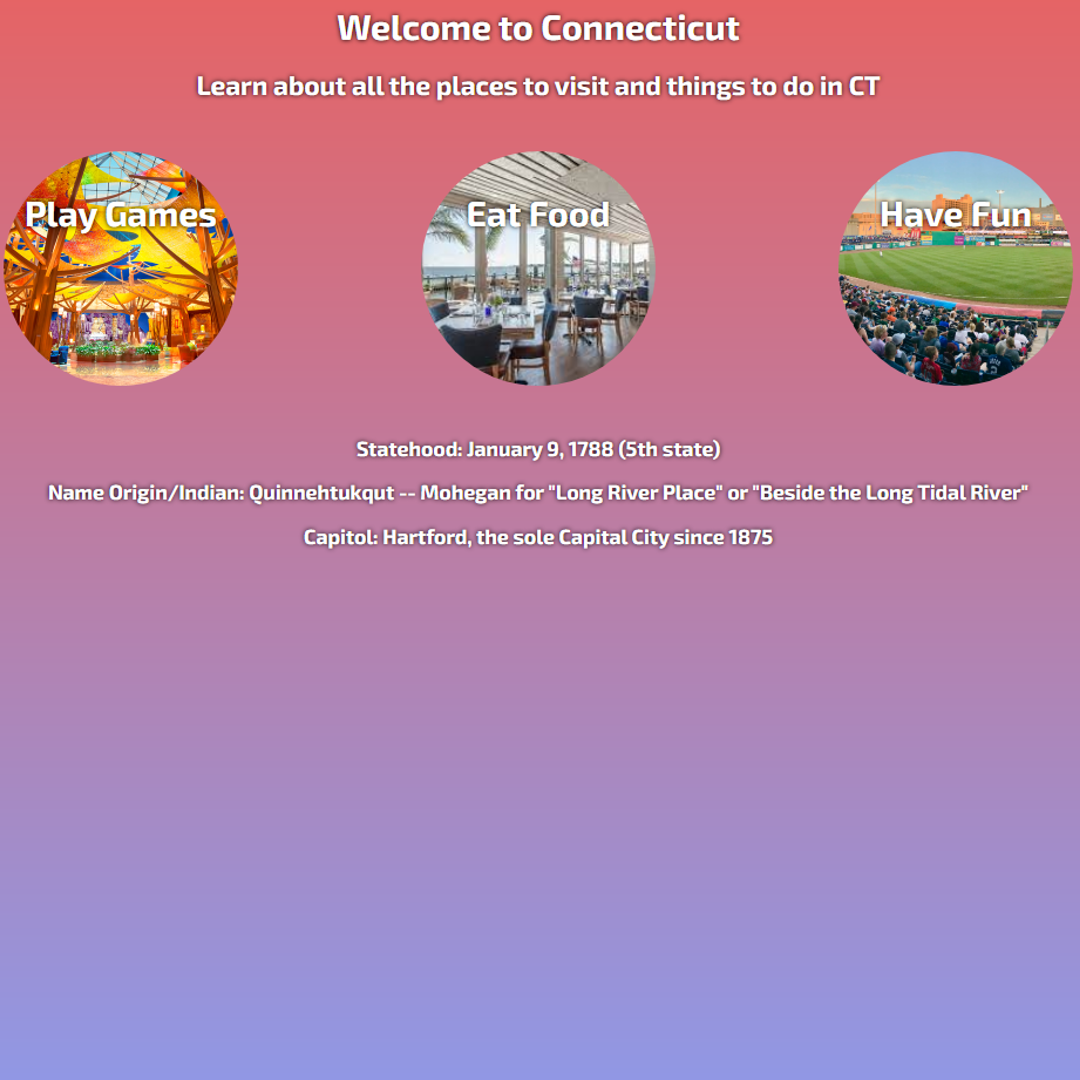 Welcome to Connecticut
Learn about all the places to visit and things to do in CT
Play Games
Eat Food
Have Fun
Statehood: January 9, 1788 (5th state)
Name Origin/Indian: Quinnehtukqut -- Mohegan for "Long River Place" or "Beside the Long Tidal River"
Capitol: Hartford, the sole Capital City since 1875